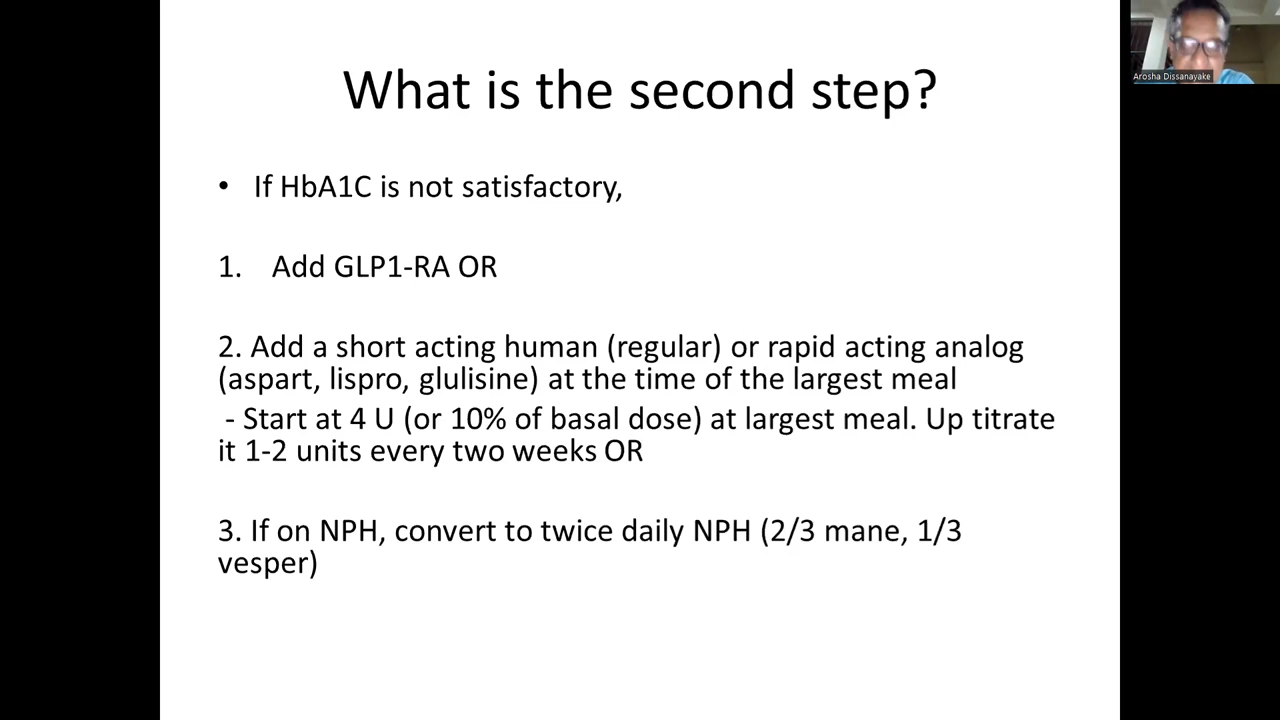 What is the second step?
Arosha Dissanayake
• If HbA1C is not satisfactory,
1. Add GLP1-RA OR
2. Add a short acting human (regular) or rapid acting analog
(aspart, lispro, glulisine) at the time of the largest meal
- Start at 4 U (or 10% of basal dose) at largest meal. Up titrate
it 1-2 units every two weeks OR
3. If on NPH, convert to twice daily NPH (2/3 mane, 1/3
vesper)